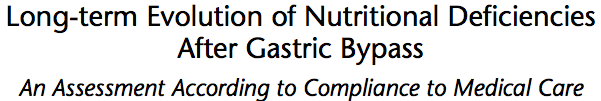 Long-term Evolution of Nutritional Deficiencies
After Gastric Bypass
An Assessment According to Compliance to Medical Care